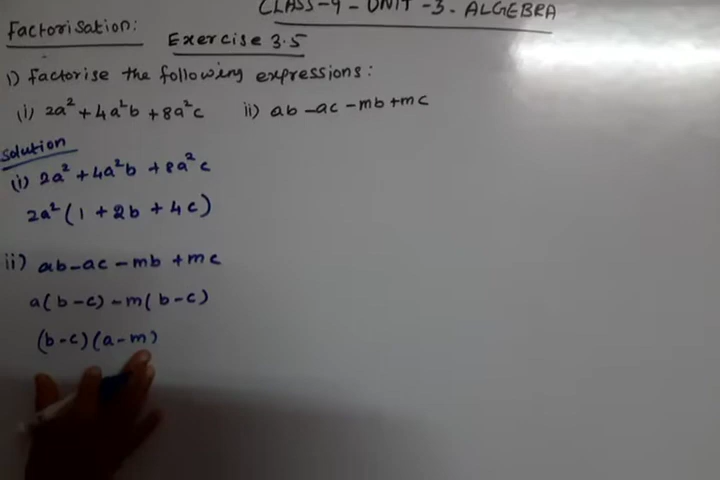 CLASS-9-UNIT-3-ALGEBRA
Factorisation:
Exercise 3.5
1) Factorise the following expressions:
(i) 2a² + 4a²b + 8a²c ii) ab - ac - mb + mc
Solution
(i) 2a² + 4a²b + 8a²c
2a² (1 + 2b + 4c)
ii) ab - ac - mb + mc
a(b-c) - m(b-c)
(b-c)(a-m)